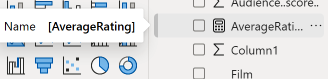 Audience.score..
Name [AverageRating]
AverageRati...
Column1
Film